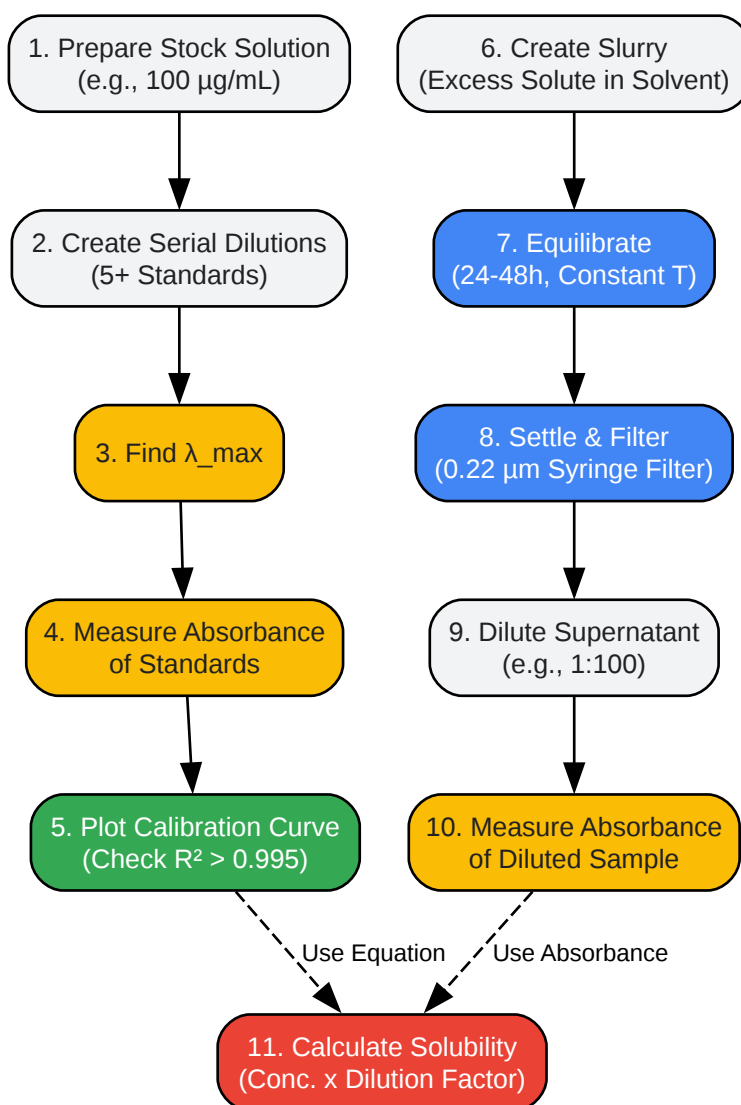 1. Prepare Stock Solution
(e.g., 100 µg/mL)
2. Create Serial Dilutions
(5+ Standards)
3. Find λ_max
4. Measure Absorbance
of Standards
5. Plot Calibration Curve
(Check R² > 0.995)
6. Create Slurry
(Excess Solute in Solvent)
7. Equilibrate
(24-48h, Constant T)
8. Settle & Filter
(0.22 µm Syringe Filter)
9. Dilute Supernatant
(e.g., 1:100)
10. Measure Absorbance
of Diluted Sample
Use Equation
Use Absorbance
11. Calculate Solubility
(Conc. x Dilution Factor)